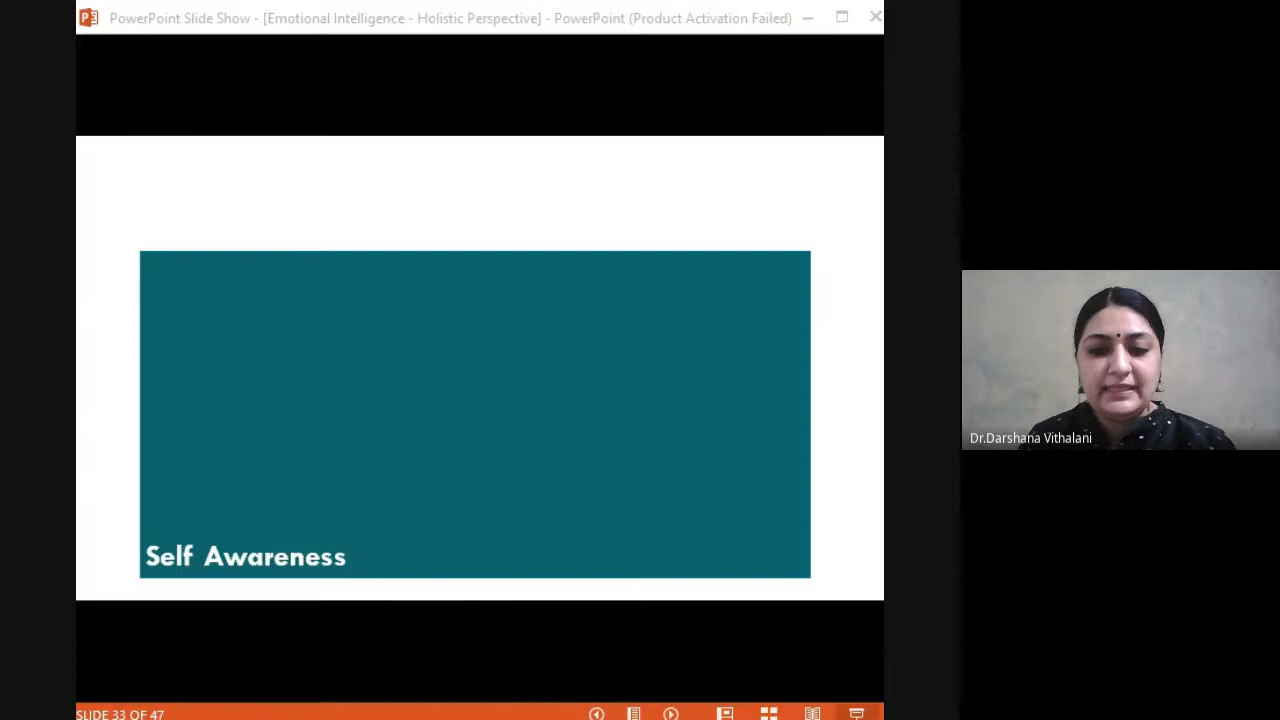 PowerPoint Slide Show - [Emotional Intelligence - Holistic Perspective] - PowerPoint (Product Activation Failed)
Self Awareness
Dr.Darshana Vithalani
SLIDE 33 OF 47